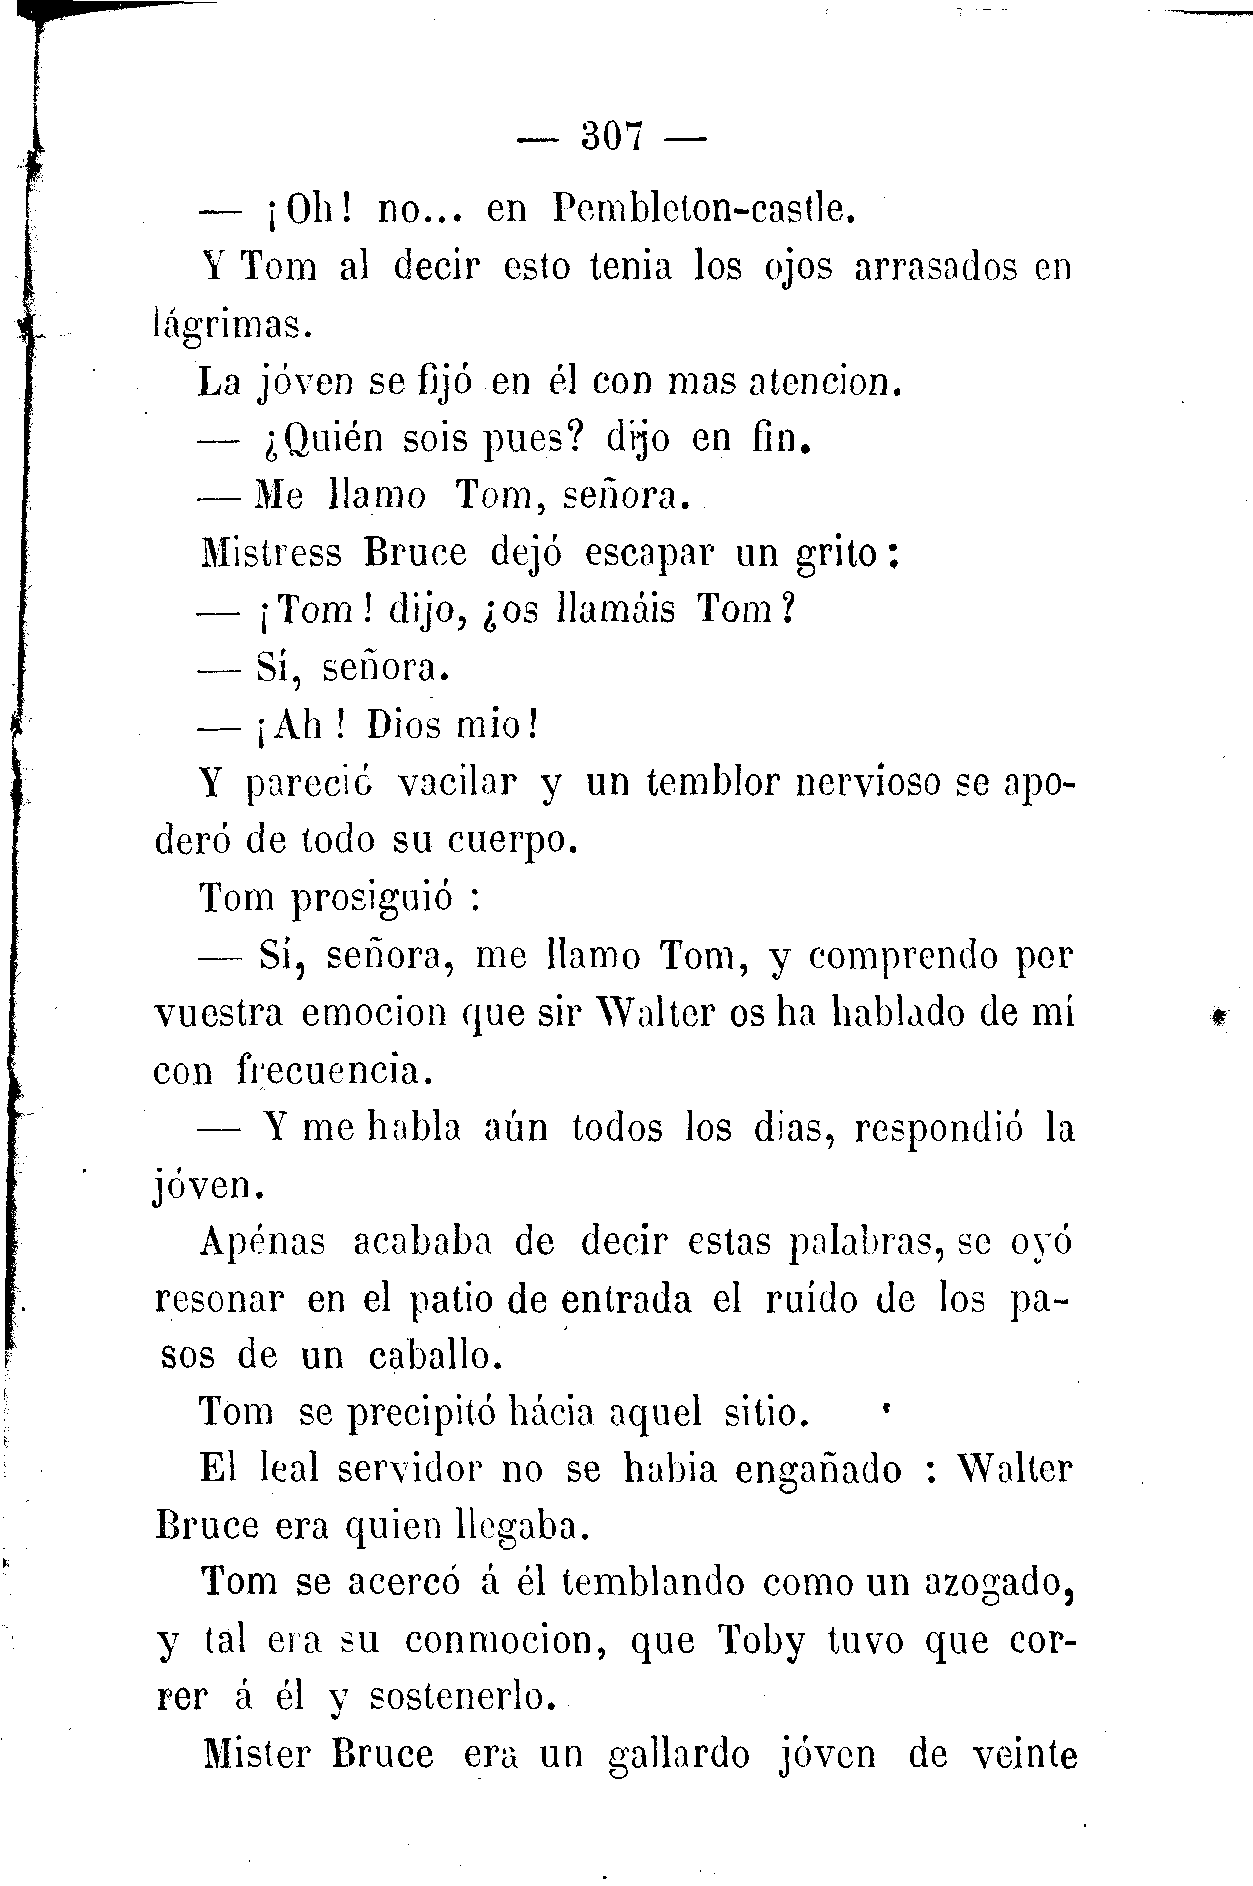 — 307 —
— ¡Oh! no... en Pembleton-castle.
Y Tom al decir esto tenia los ojos arrasados en
lágrimas.
La jóven se fijó en él con mas atencion.
— ¿Quién sois pues? dijo en fin.
— Me llamo Tom, señora.
Mistress Bruce dejó escapar un grito:
— ¡Tom! dijo, ¿os llamáis Tom?
— Sí, señora.
— ¡Ah! Dios mio!
Y pareció vacilar y un temblor nervioso se apo-
deró de todo su cuerpo.
Tom prosiguió :
— Sí, señora, me llamo Tom, y comprendo por
vuestra emocion que sir Walter os ha hablado de mí
con frecuencia.
— Y me habla aún todos los dias, respondió la
jóven.
Apénas acababa de decir estas palabras, se oyó
resonar en el patio de entrada el ruído de los pa-
sos de un caballo.
Tom se precipitó hácia aquel sitio.
El leal servidor no se habia engañado : Walter
Bruce era quien llegaba.
Tom se acercó á él temblando como un azogado,
y tal era su conmocion, que Toby tuvo que cor-
rer á él y sostenerlo.
Mister Bruce era un gallardo jóven de veinte